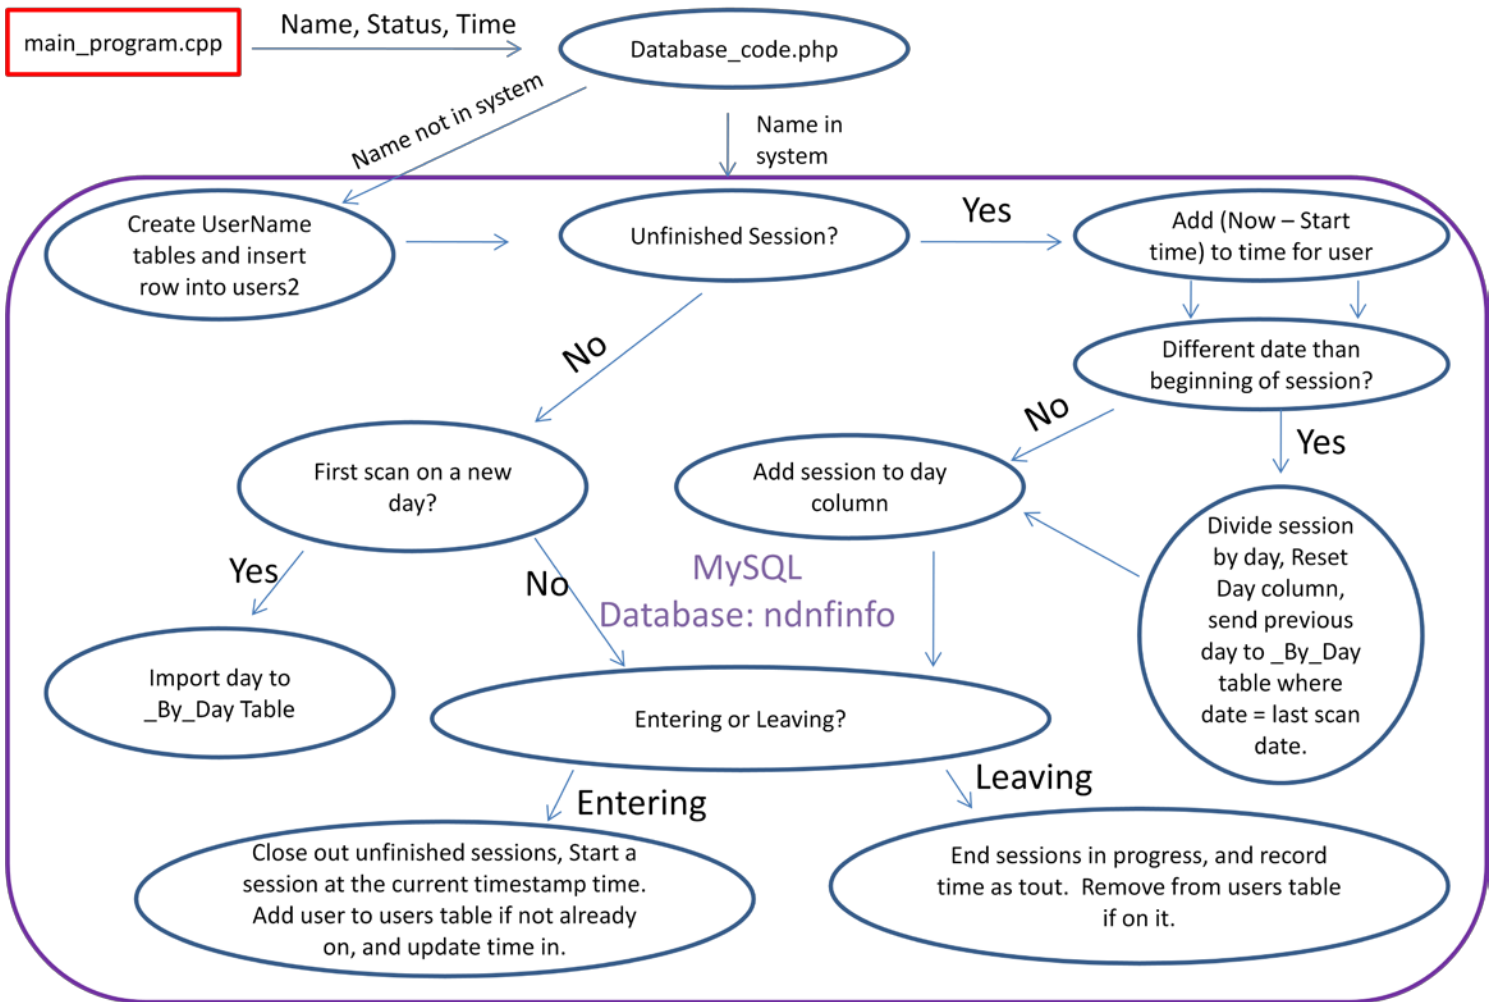 main_program.cpp
Name, Status, Time
Database_code.php
Name not in system
Name in
system
Create UserName
tables and insert
row into users2
Unfinished Session?
Yes
Add (Now – Start
time) to time for user
Different date than
beginning of session?
No
No
Yes
First scan on a new
day?
Add session to day
column
Divide session
by day, Reset
Day column,
send previous
day to _By_Day
table where
date = last scan
date.
Yes
No
MySQL
Database: ndnfinfo
Import day to
_By_Day Table
Entering or Leaving?
Entering
Leaving
Close out unfinished sessions, Start a
session at the current timestamp time.
Add user to users table if not already
on, and update time in.
End sessions in progress, and record
time as tout.  Remove from users table
if on it.